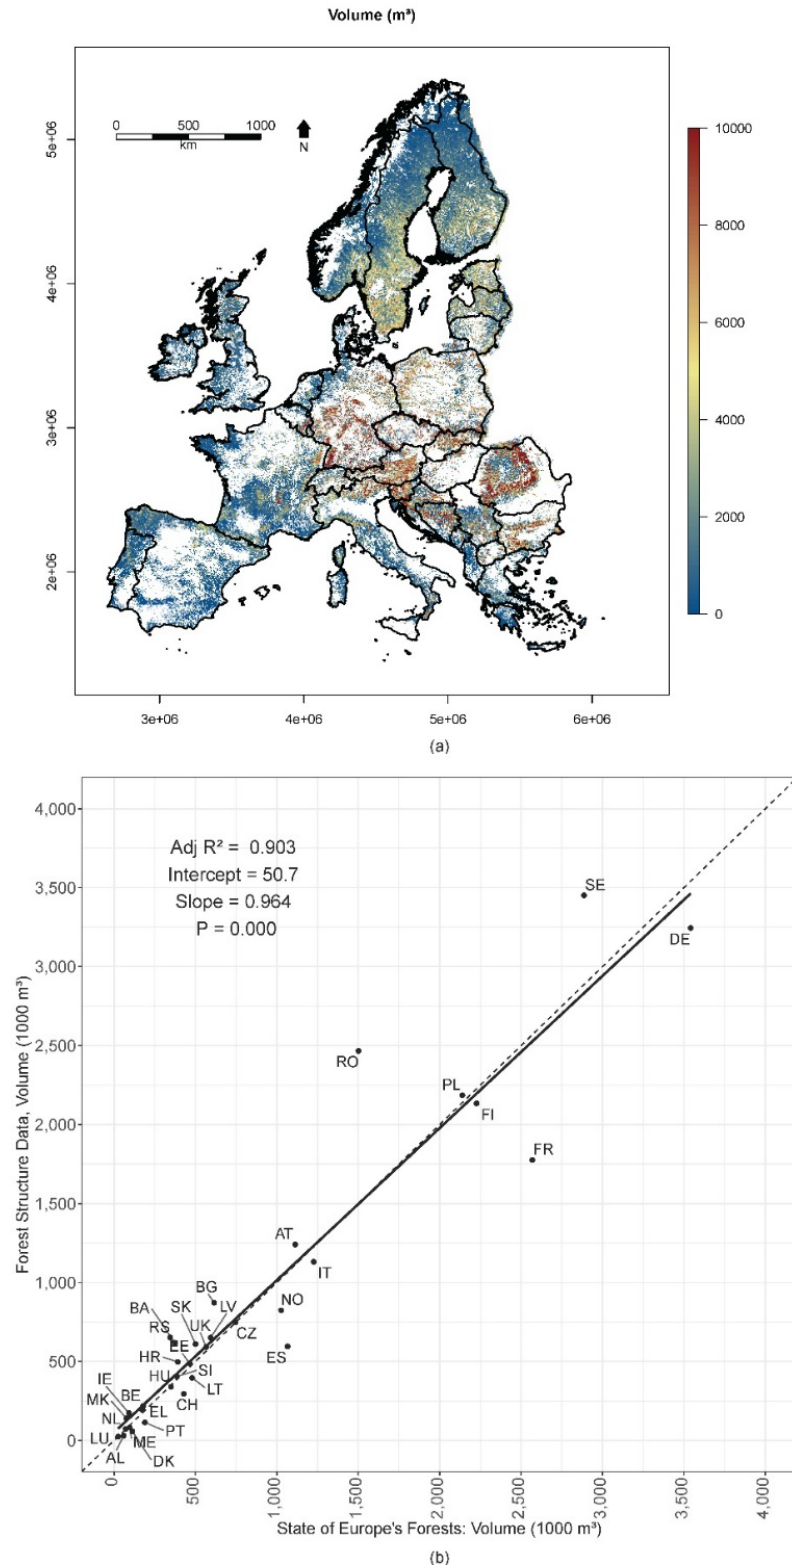 Volume (m³)
0 500 1000
km
N
5e+06
4e+06
3e+06
2e+06
3e+06 4e+06 5e+06 6e+06
10000
8000
6000
4000
2000
0
(a)
4,000
3,500
3,000
2,500
2,000
1,500
1,000
500
0
Forest Structure Data, Volume (1000 m³)
Adj R² = 0.903
Intercept = 50.7
Slope = 0.964
P = 0.000
SE
DE
RO
PL
FI
FR
AT
IT
BG
NO
BA
SK
LV
RS
UK
CZ
EE
ES
HR
HU
SI
IE
LT
BE
CH
MK
NL
EL
PT
LU
ME
AL
DK
0 500 1,000 1,500 2,000 2,500 3,000 3,500 4,000
State of Europe's Forests: Volume (1000 m³)
(b)